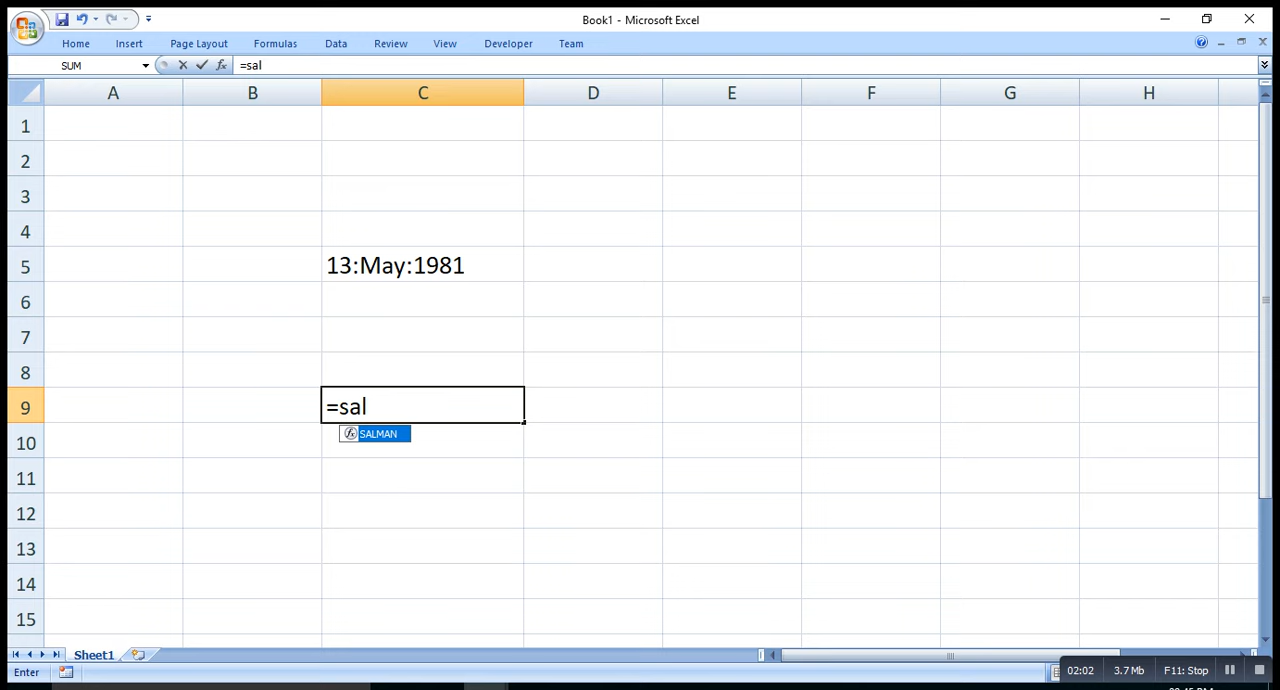 Book1 - Microsoft Excel
Home Insert Page Layout Formulas Data Review View Developer Team
SUM =sal
A B C D E F G H
1
2
3
4
5 13:May:1981
6
7
8
9 =sal
10 SALMAN
11
12
13
14
15
Sheet1
Enter 02:02 3.7 Mb F11: Stop